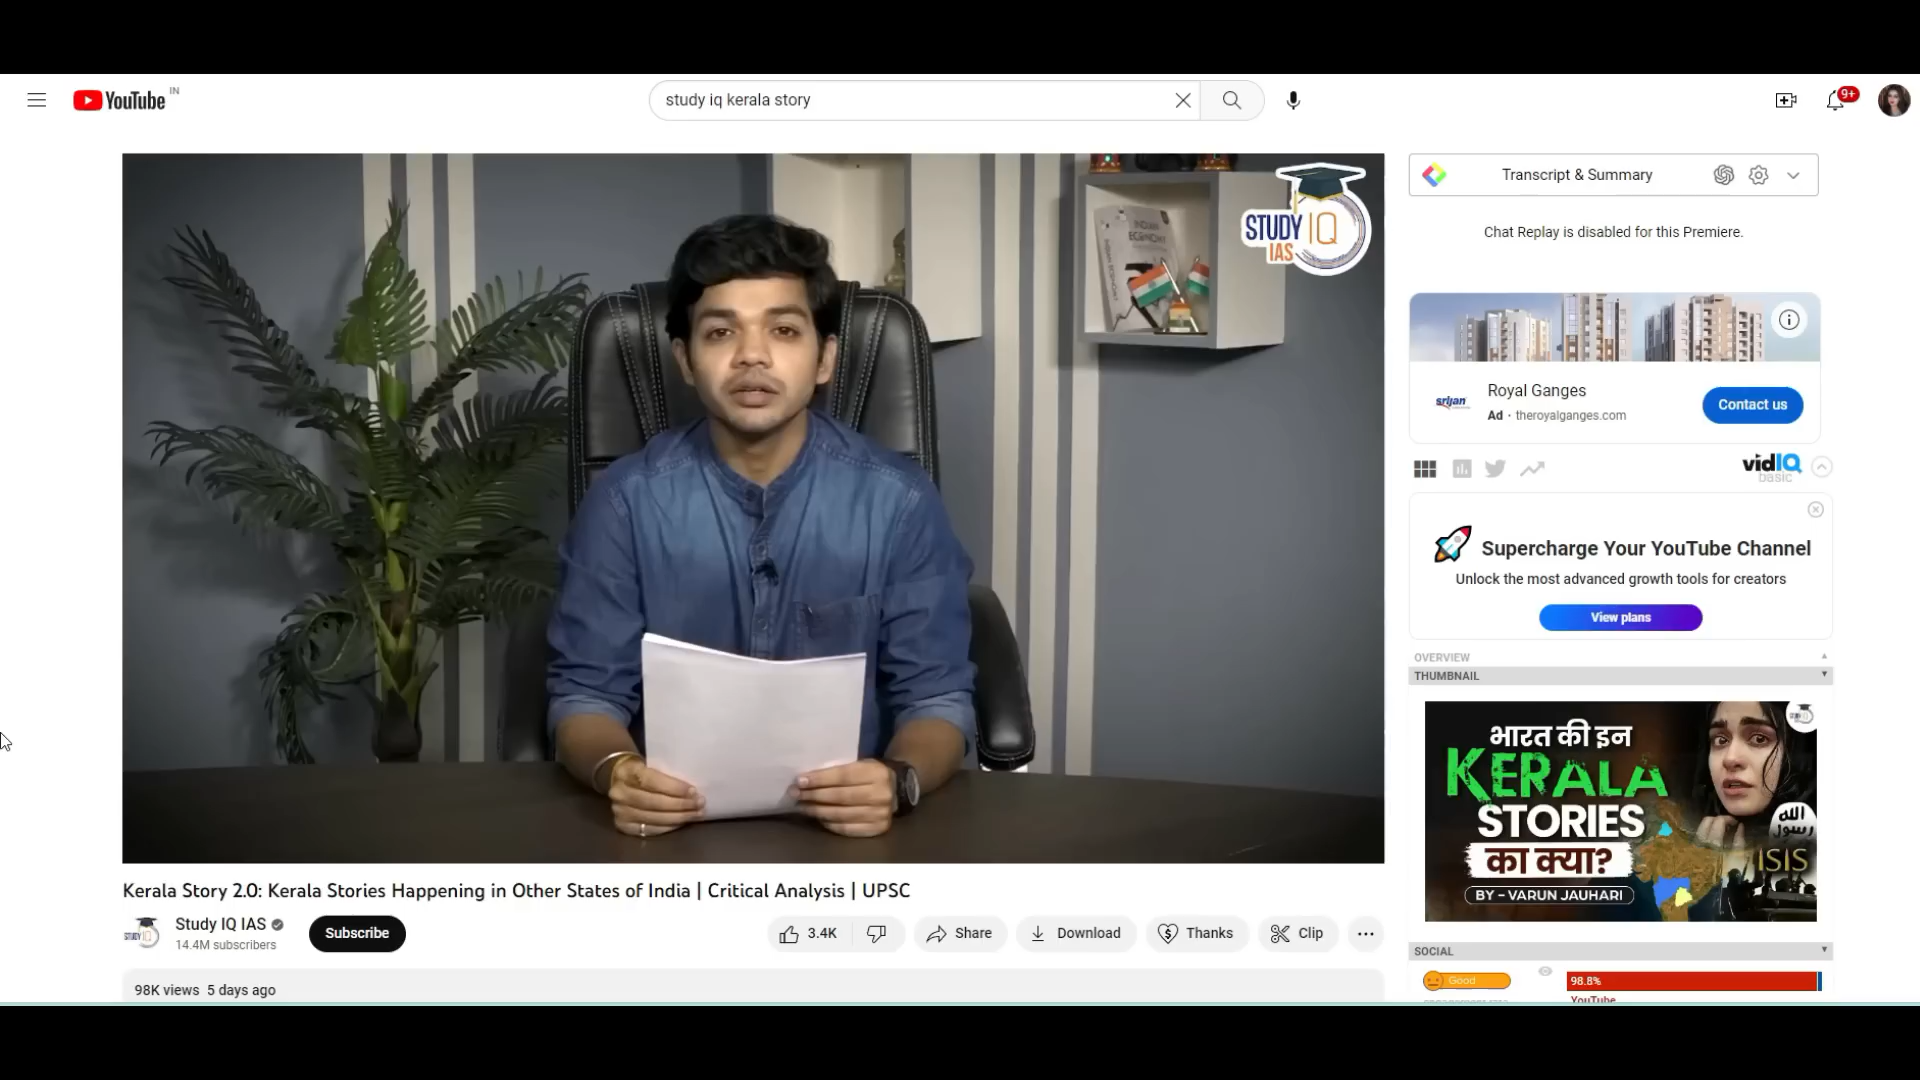 YouTube IN
study iq kerala story
9+
STUDY IQ
IAS
INDIAN
ECONOMY
Transcript & Summary
Chat Replay is disabled for this Premiere.
Royal Ganges
srijan
Ad · theroyalganges.com
Contact us
vidIQ
basic
Supercharge Your YouTube Channel
Unlock the most advanced growth tools for creators
View plans
OVERVIEW
THUMBNAIL
भारत की इन
KERALA
STORIES
का क्या?
ISIS
BY – VARUN JAUHARI
Kerala Story 2.0: Kerala Stories Happening in Other States of India | Critical Analysis | UPSC
Study IQ IAS
14.4M subscribers
Subscribe
3.4K
Share
Download
Thanks
Clip
98K views 5 days ago
SOCIAL
Good
98.8%
YouTube